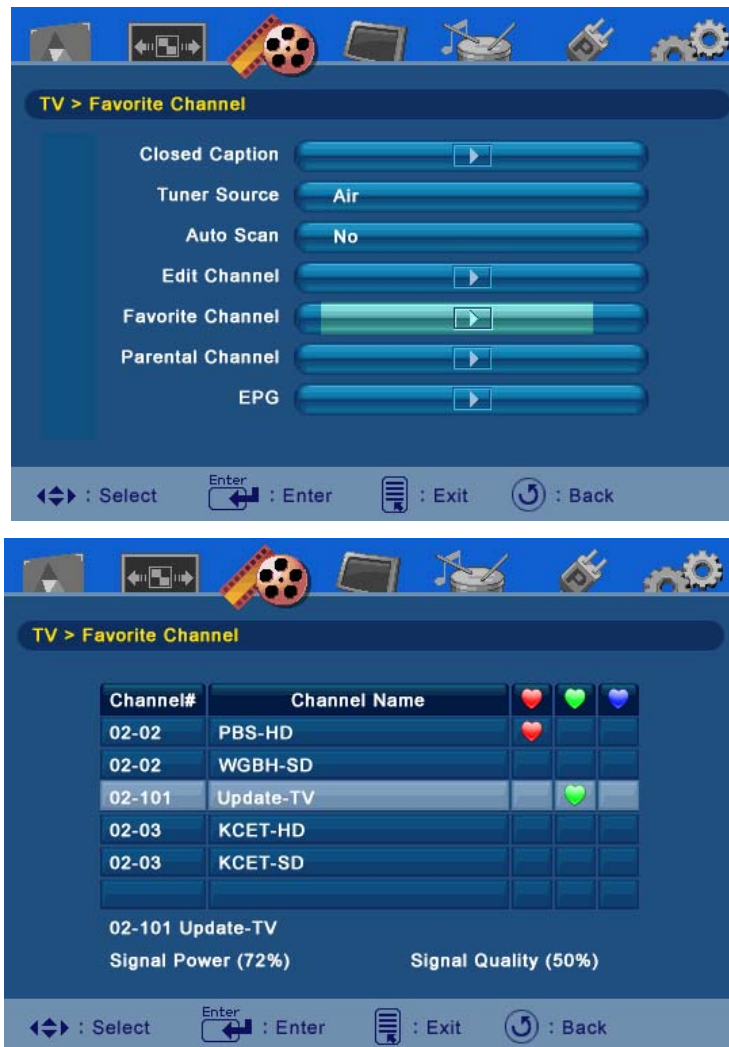 TV > Favorite Channel
Closed Caption
Tuner Source Air
Auto Scan No
Edit Channel
Favorite Channel
Parental Channel
EPG
: Select Enter : Enter : Exit : Back
TV > Favorite Channel
Channel# Channel Name
02-02 PBS-HD
02-02 WGBH-SD
02-101 Update-TV
02-03 KCET-HD
02-03 KCET-SD
02-101 Update-TV
Signal Power (72%) Signal Quality (50%)
: Select Enter : Enter : Exit : Back